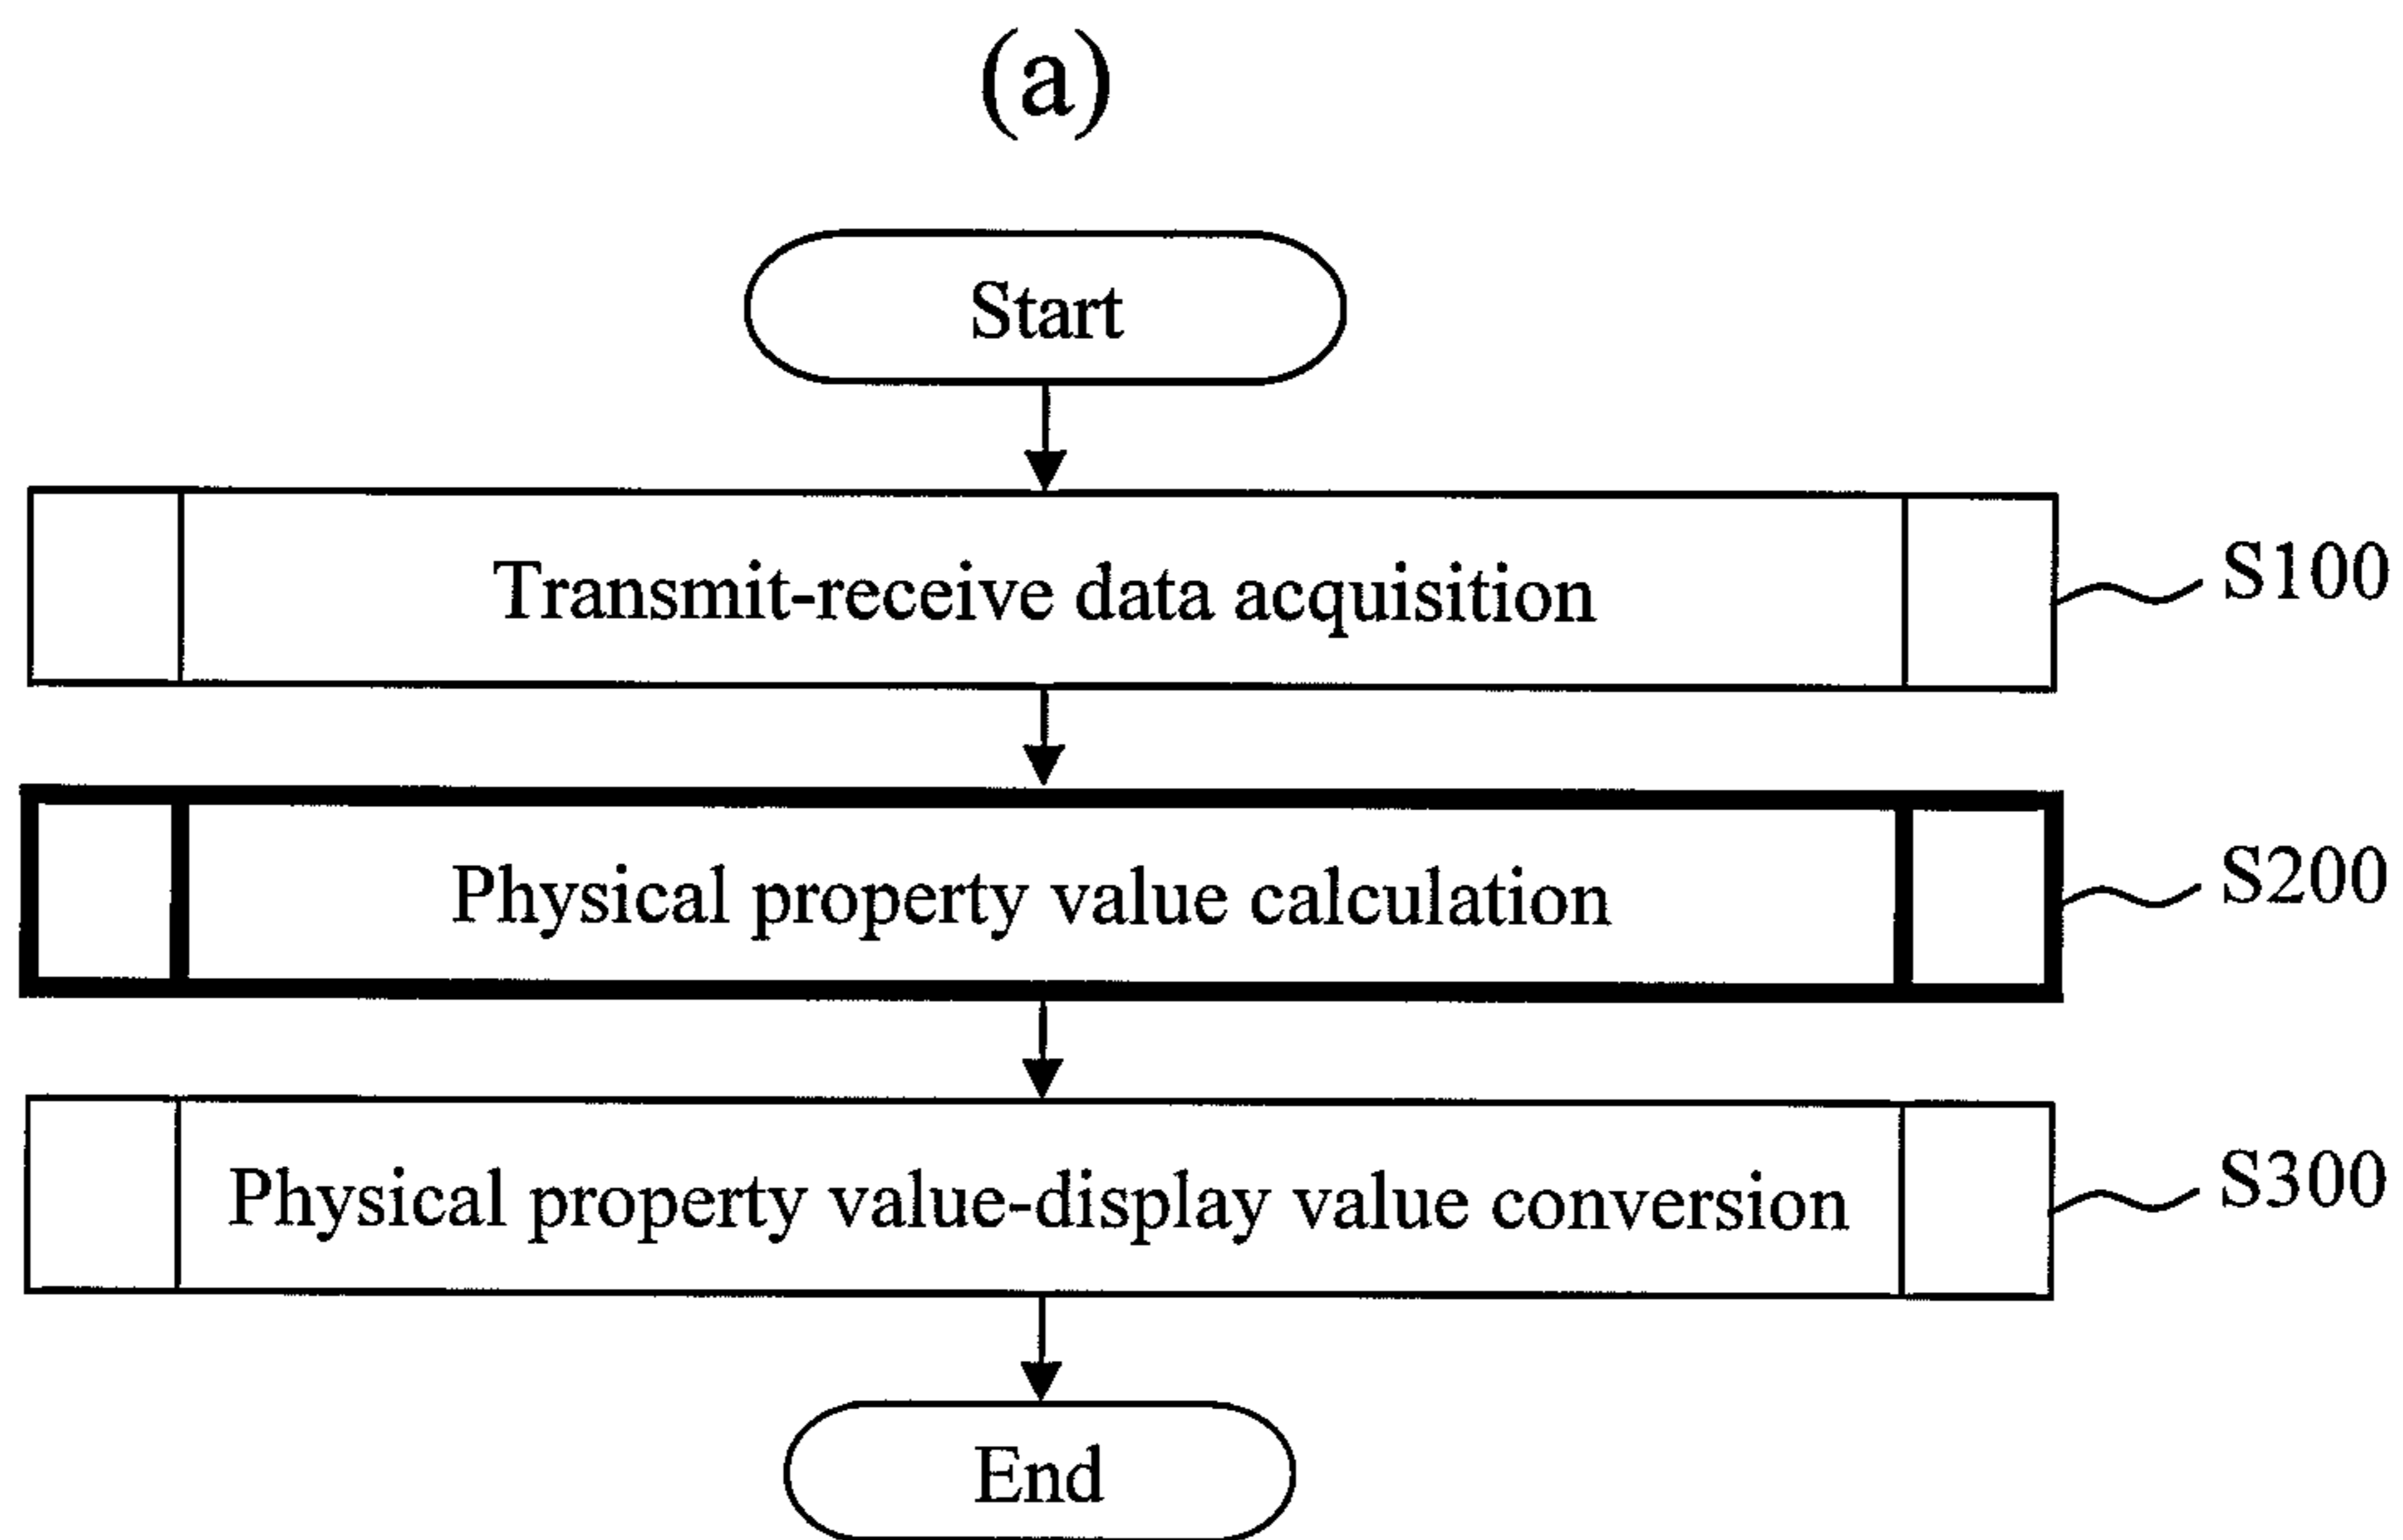 (a)
Start
Transmit-receive data acquisition
S100
Physical property value calculation
S200
Physical property value-display value conversion
S300
End